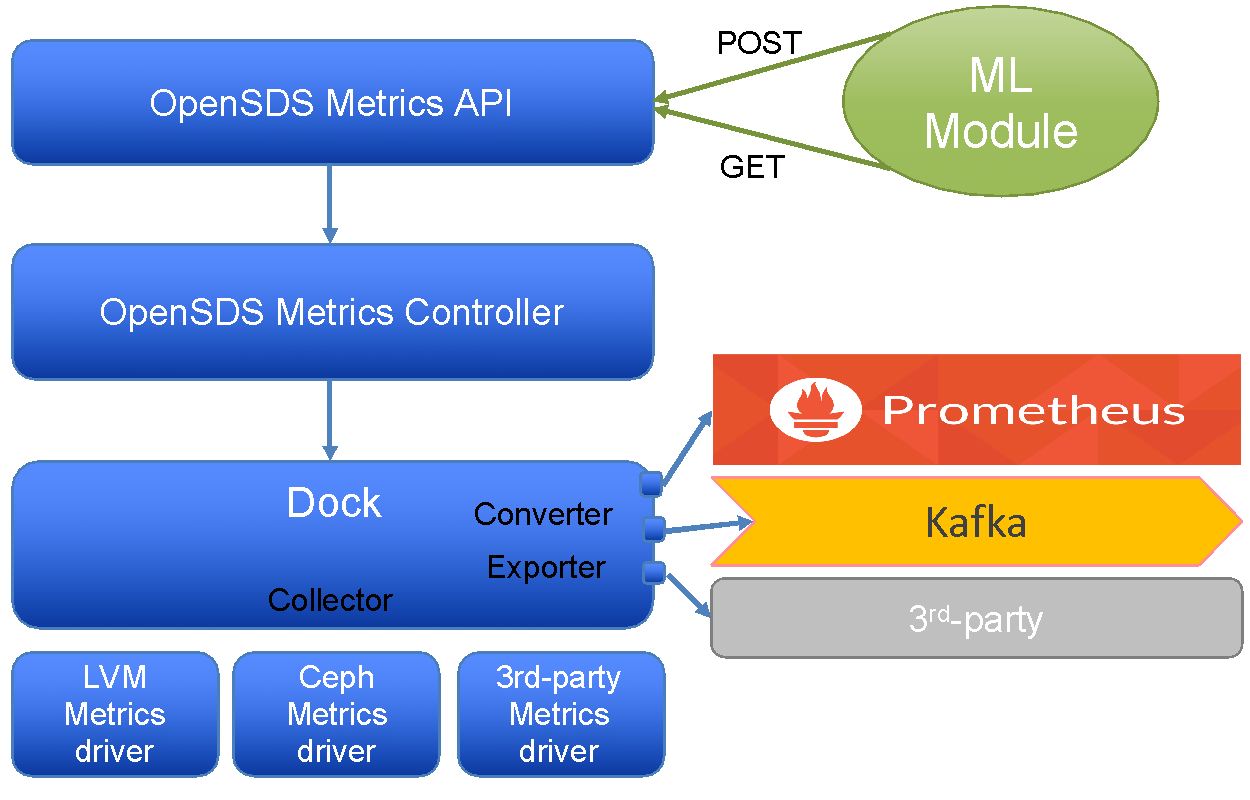 POST
OpenSDS Metrics API
ML
Module
GET
OpenSDS Metrics Controller
Prometheus
Dock
Converter
Kafka
Exporter
Collector
3rd-party
LVM
Metrics
driver
Ceph
Metrics
driver
3rd-party
Metrics
driver